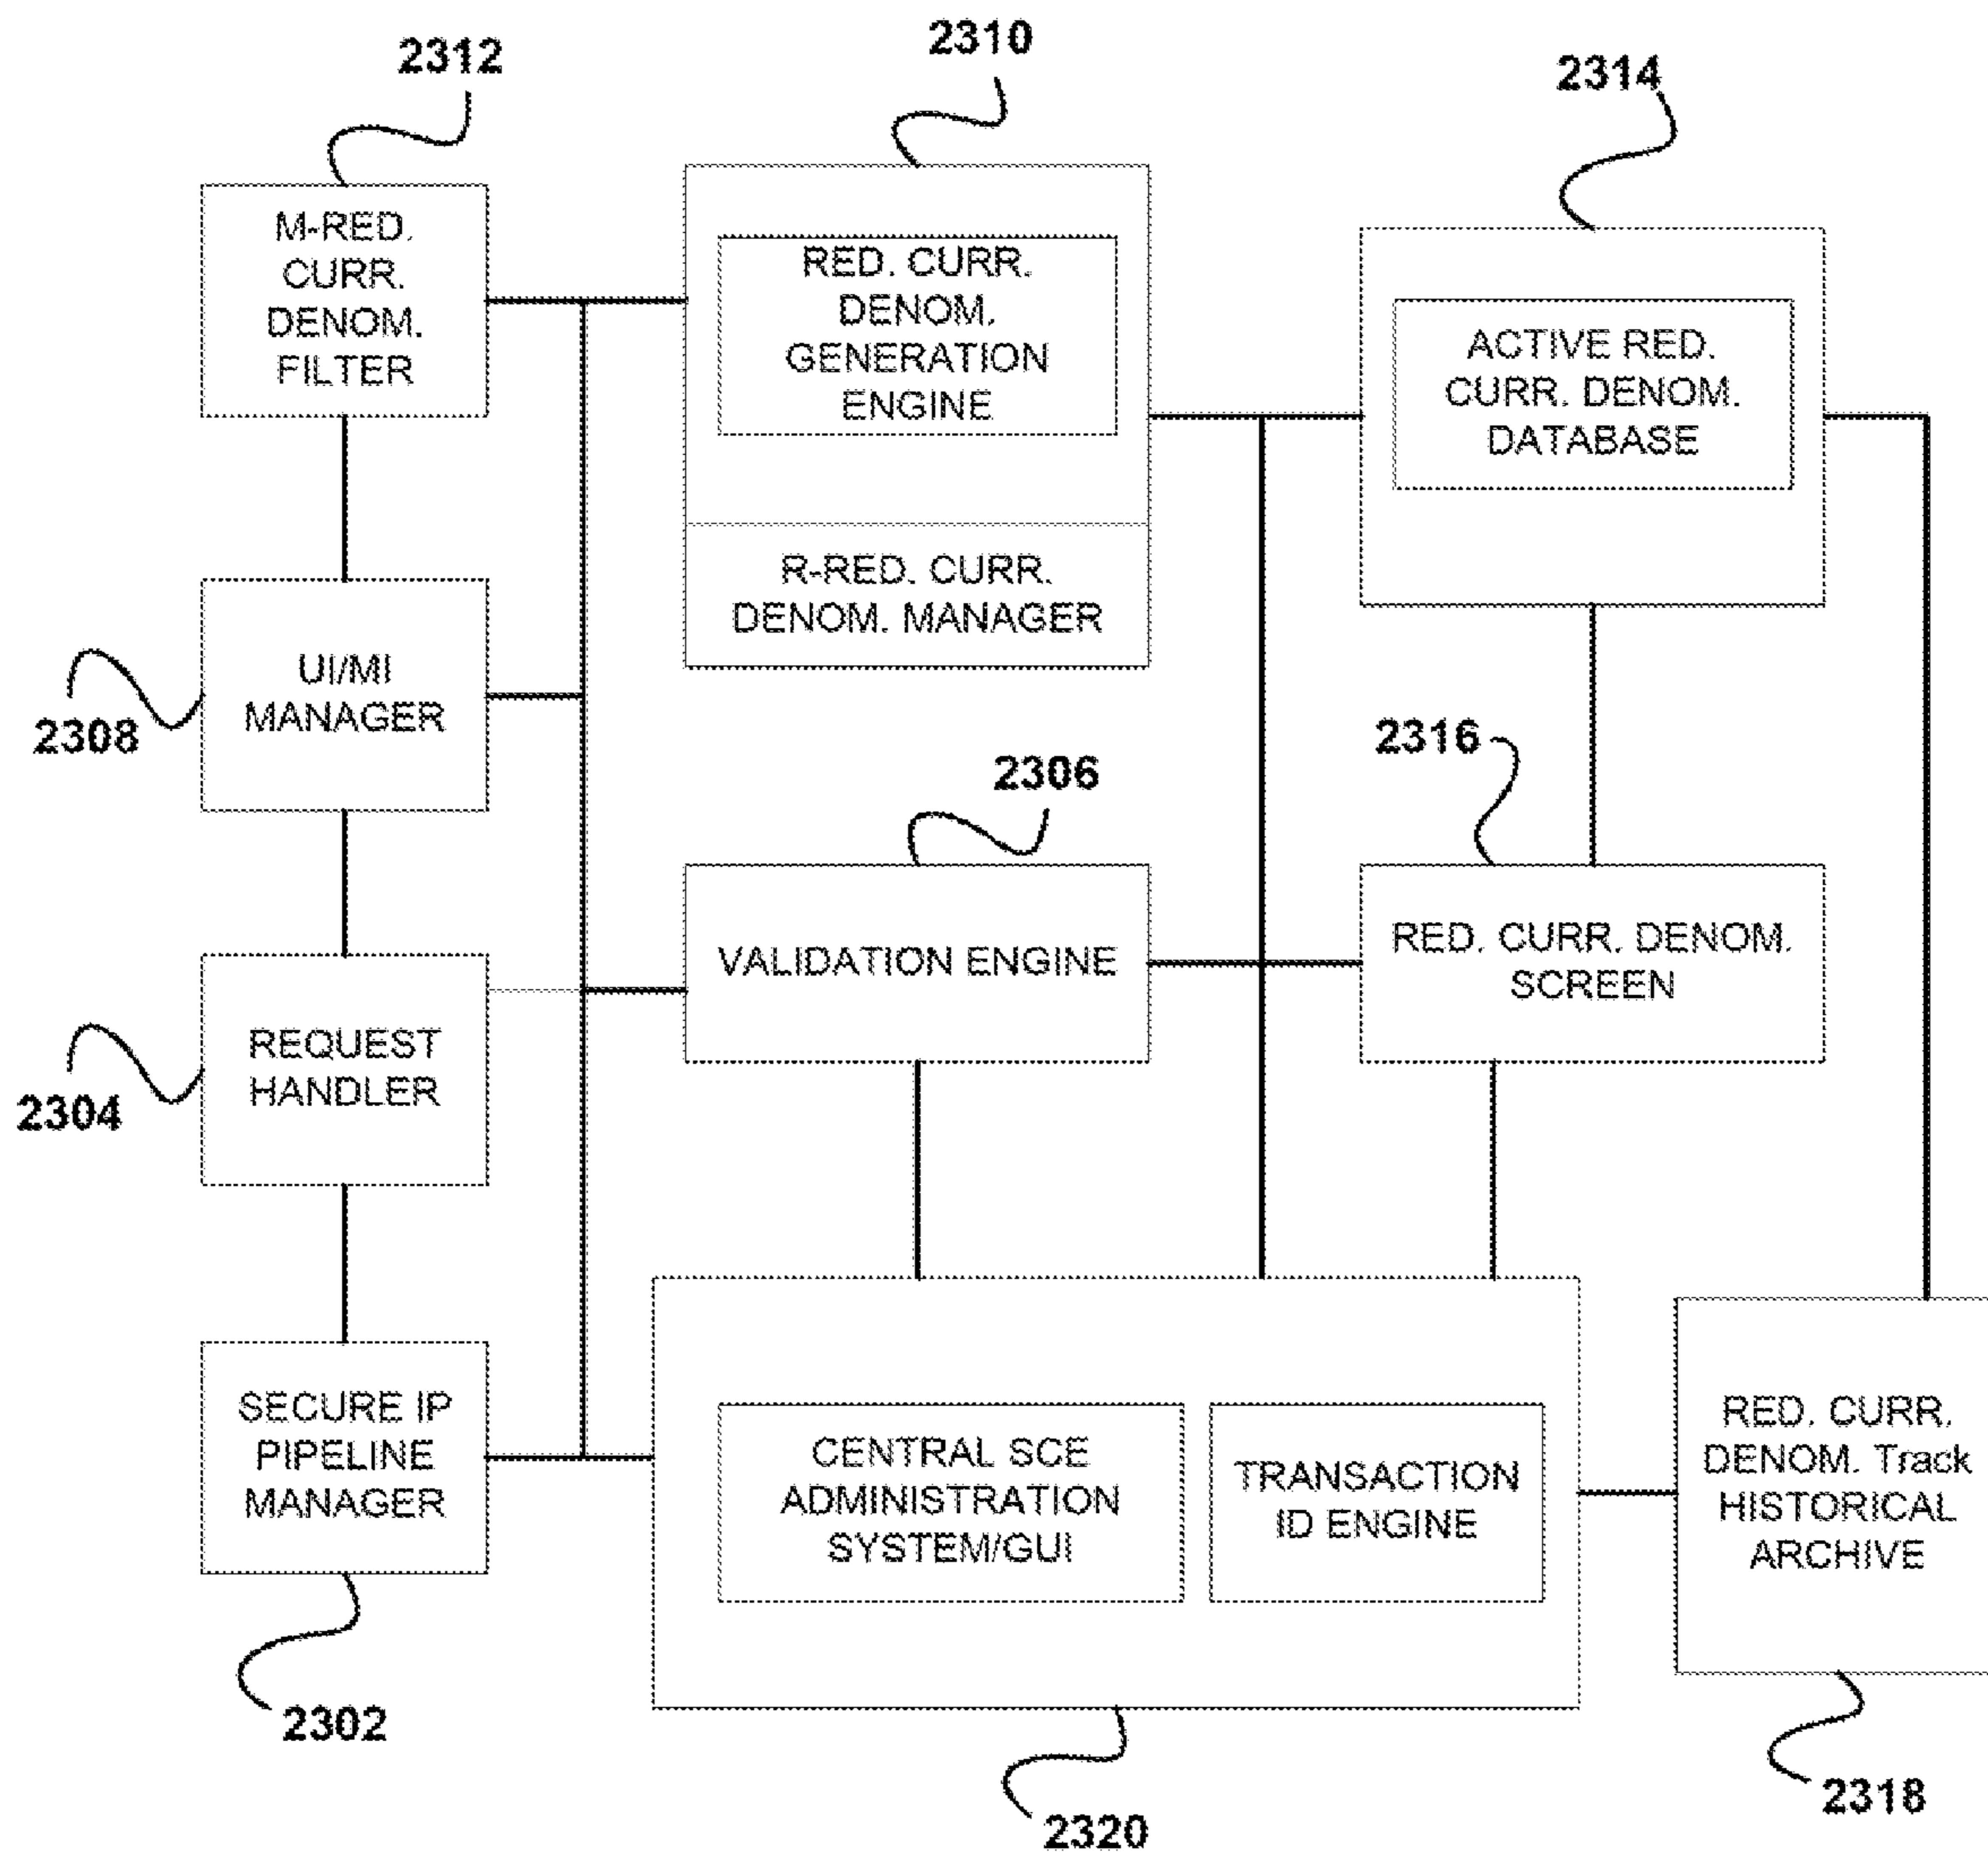 2312
2310
2314
M-RED.
CURR.
DENOM.
FILTER
RED. CURR.
DENOM.
GENERATION
ENGINE
R-RED. CURR.
DENOM. MANAGER
ACTIVE RED.
CURR. DENOM.
DATABASE
UI/MI
MANAGER
2308
2306
2316
VALIDATION ENGINE
RED. CURR. DENOM.
SCREEN
REQUEST
HANDLER
2304
SECURE IP
PIPELINE
MANAGER
CENTRAL SCE
ADMINISTRATION
SYSTEM/GUI
TRANSACTION
ID ENGINE
RED. CURR.
DENOM. Track
HISTORICAL
ARCHIVE
2302
2320
2318